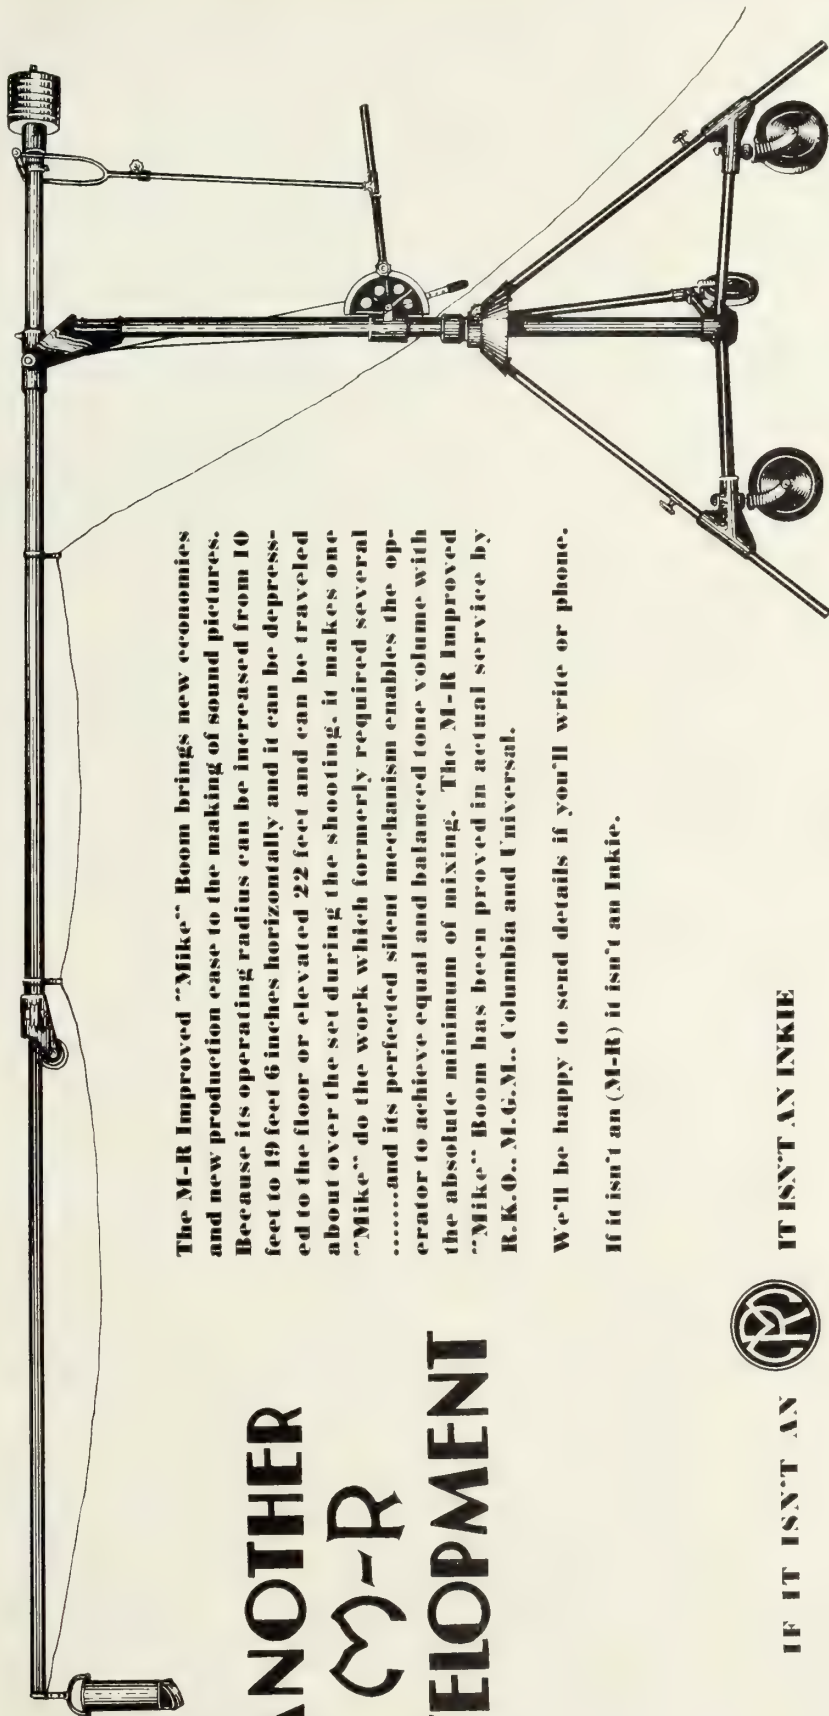 ANOTHER
M-R
ELOPMENT
The M-R Improved "Mike" Boom brings new economies
and new production ease to the making of sound pictures.
Because its operating radius can be increased from 10
feet to 19 feet 6 inches horizontally and it can be depress-
ed to the floor or elevated 22 feet and can be traveled
about over the set during the shooting, it makes one
"Mike" do the work which formerly required several
.......and its perfected silent mechanism enables the op-
erator to achieve equal and balanced tone volume with
the absolute minimum of mixing. The M-R Improved
"Mike" Boom has been proved in actual service by
R.K.O., M.G.M., Columbia and Universal.
We'll be happy to send details if you'll write or phone.
If it isn't an (M-R) it isn't an Inkie.
IF IT ISN'T AN MR IT ISN'T AN INKIE